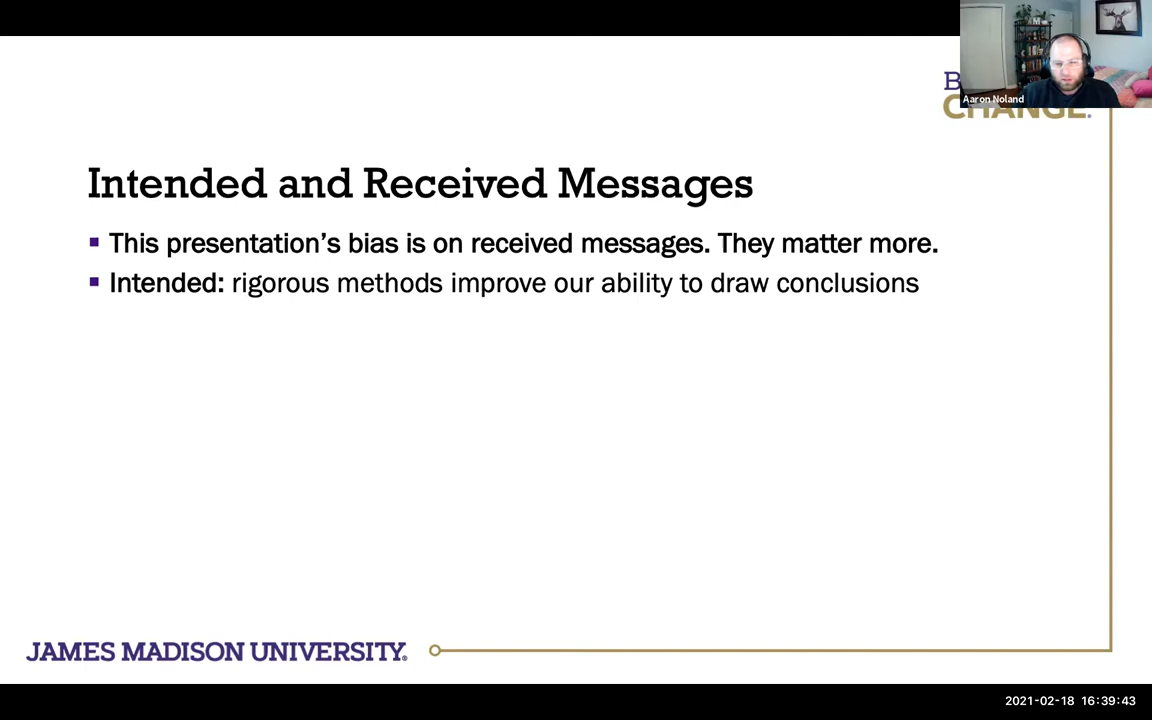 B
Aaron Noland
CHANGE.
Intended and Received Messages
▪ This presentation’s bias is on received messages. They matter more.
▪ Intended: rigorous methods improve our ability to draw conclusions
JAMES MADISON UNIVERSITY®
2021-02-18 16:39:43